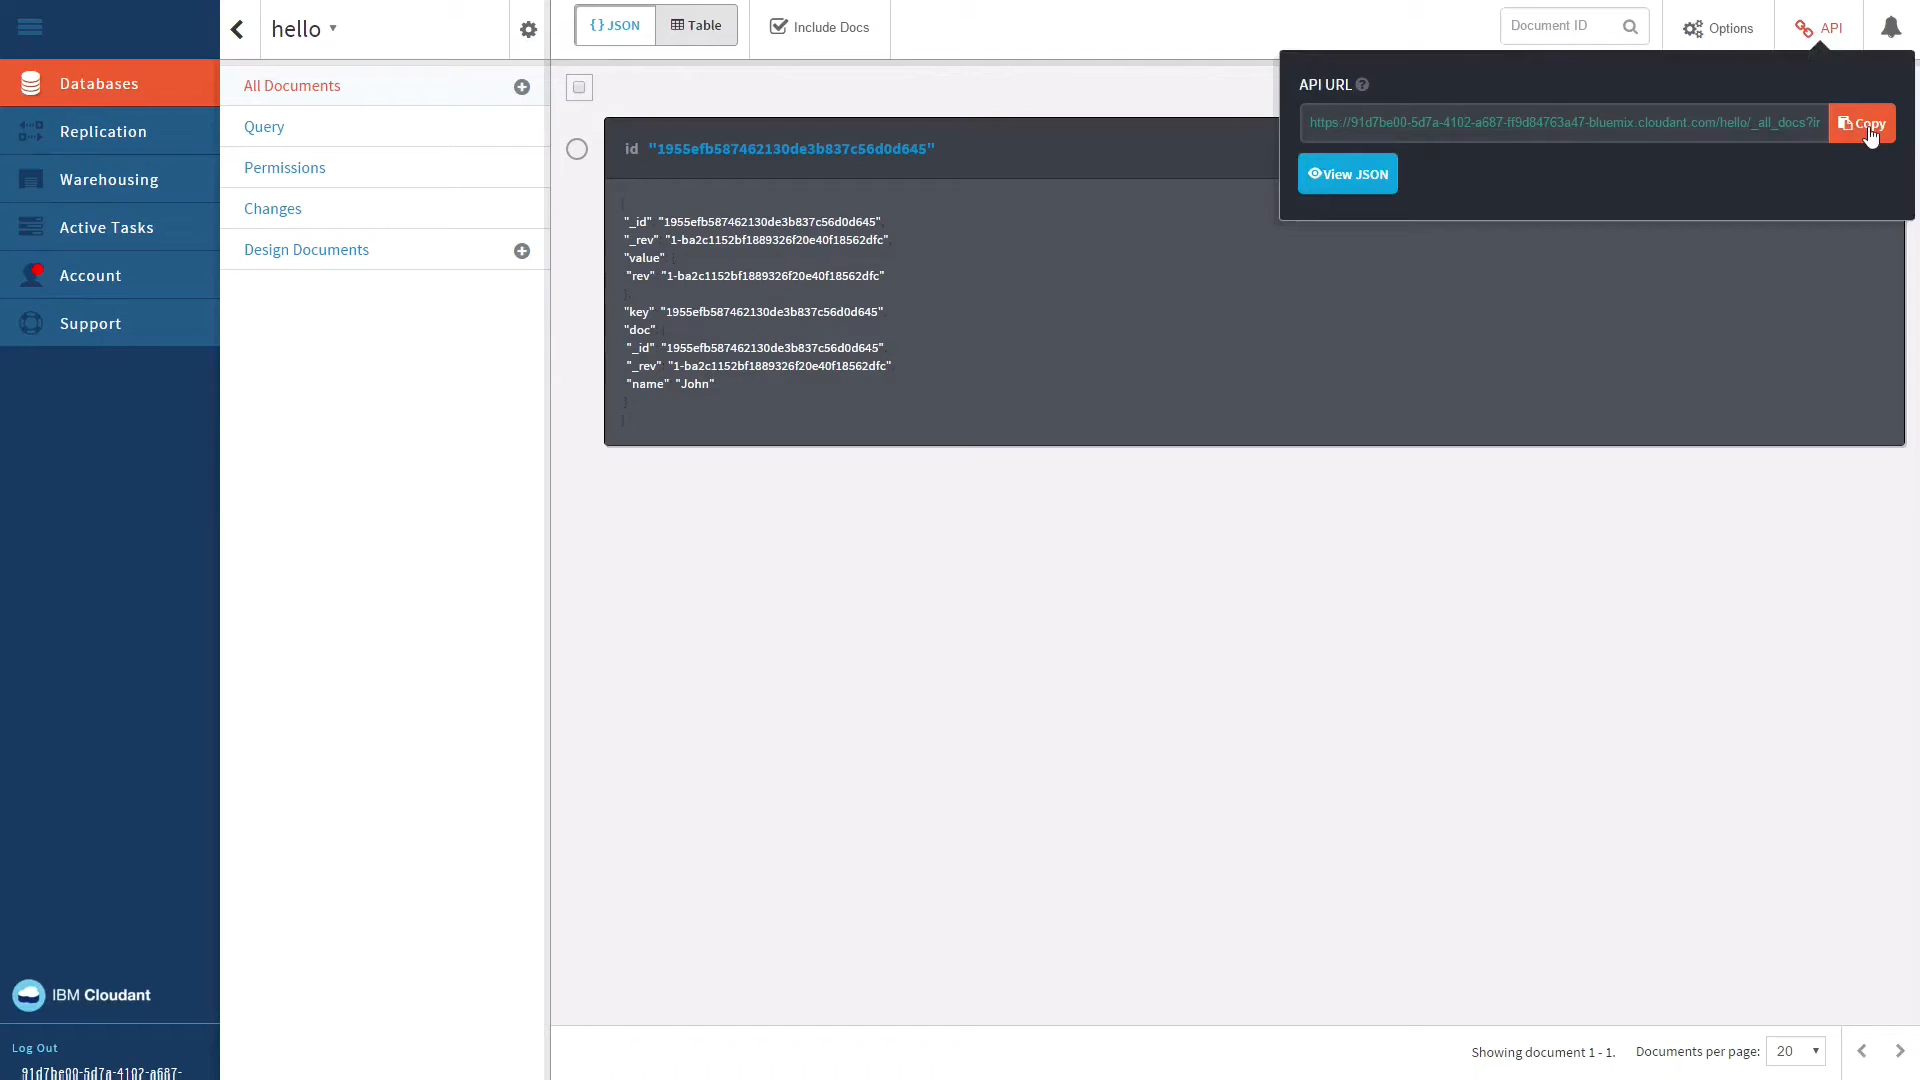 hello
{ } JSON
Table
Include Docs
Document ID
Options
API
Databases
Replication
Warehousing
Active Tasks
Account
Support
All Documents
Query
Permissions
Changes
Design Documents
API URL
https://91d7be00-5d7a-4102-a687-ff9d84763a47-bluemix.cloudant.com/hello/_all_docs?ir
Copy
View JSON
id "1955efb587462130de3b837c56d0d645"
{
"_id" "1955efb587462130de3b837c56d0d645",
"_rev" "1-ba2c1152bf1889326f20e40f18562dfc",
"value" {
"rev" "1-ba2c1152bf1889326f20e40f18562dfc"
},
"key" "1955efb587462130de3b837c56d0d645",
"doc" {
"_id" "1955efb587462130de3b837c56d0d645",
"_rev" "1-ba2c1152bf1889326f20e40f18562dfc",
"name" "John"
}
}
IBM Cloudant
Log Out
91d7be00-5d7a-4102-a687-
Showing document 1 - 1.
Documents per page: 20